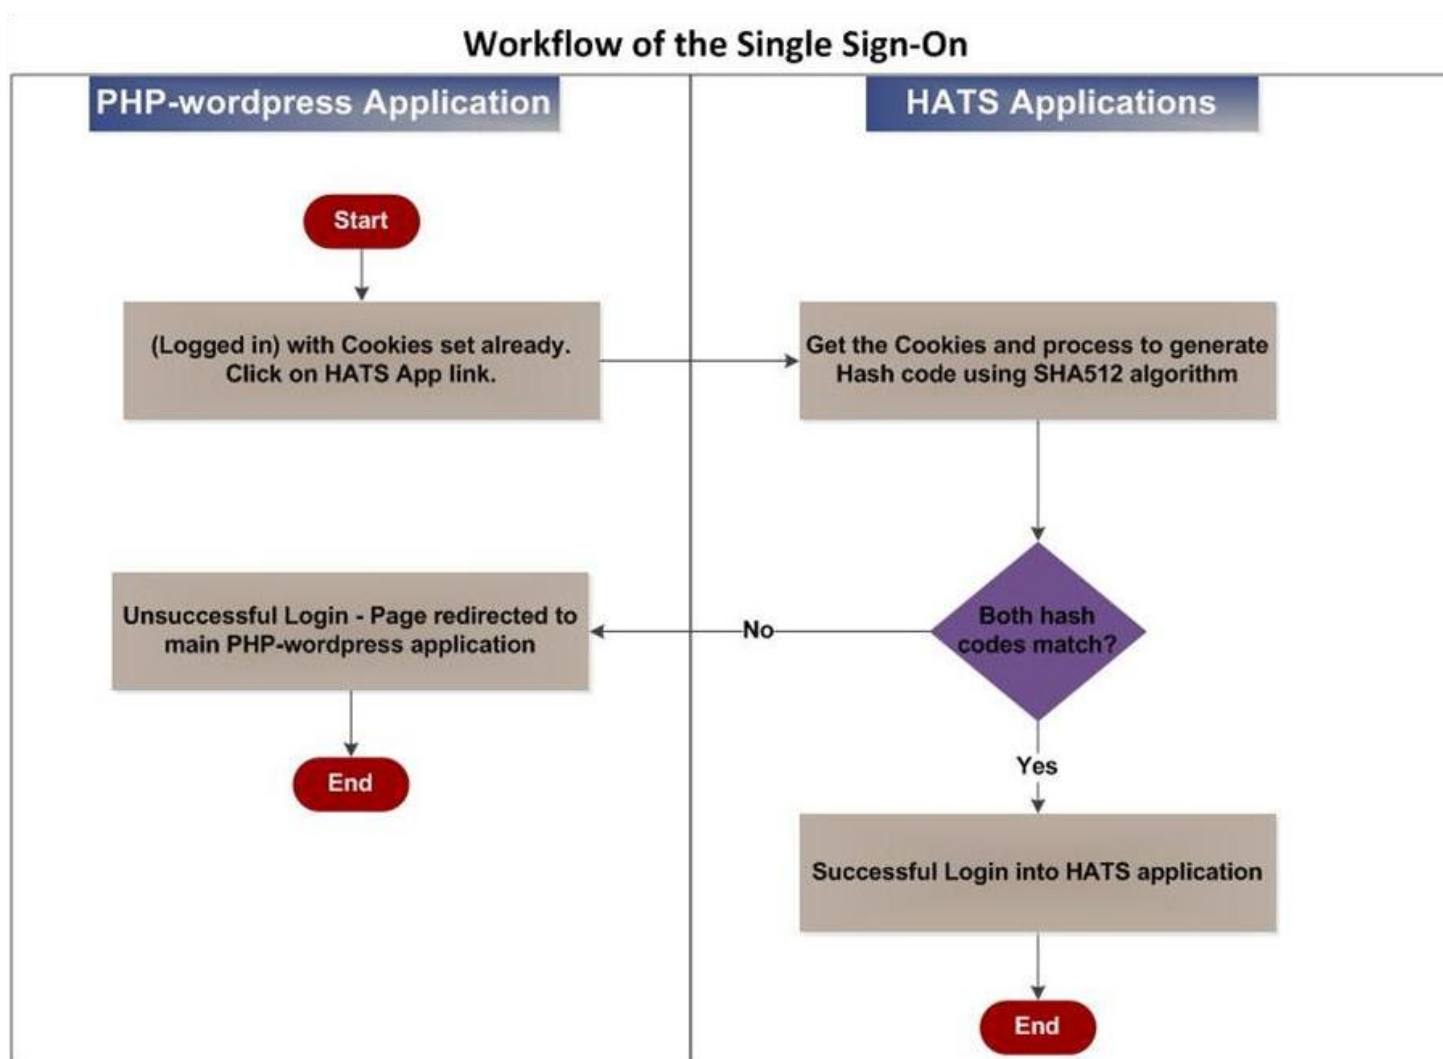 Workflow of the Single Sign-On
PHP-wordpress Application
HATS Applications
Start
(Logged in) with Cookies set already.
Click on HATS App link.
Get the Cookies and process to generate
Hash code using SHA512 algorithm
Both hash
codes match?
No
Unsuccessful Login - Page redirected to
main PHP-wordpress application
End
Yes
Successful Login into HATS application
End